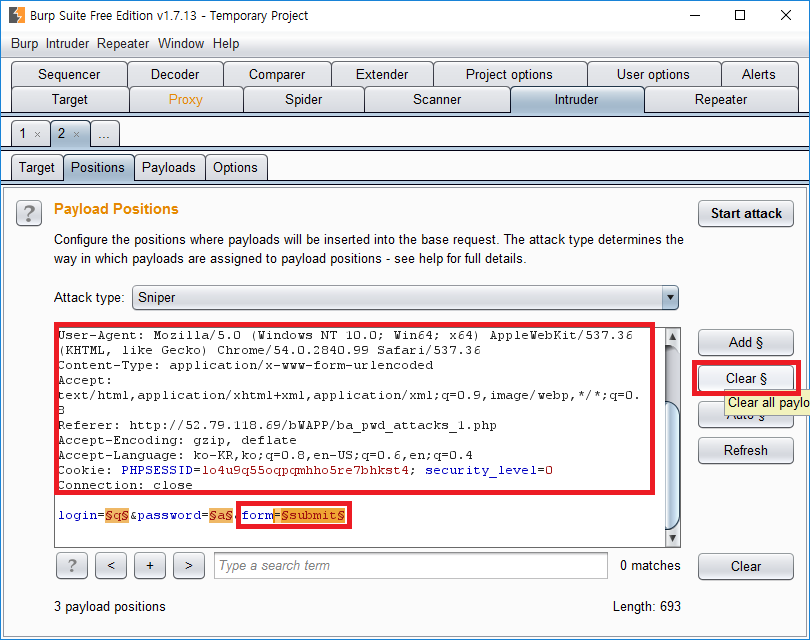 Burp Suite Free Edition v1.7.13 - Temporary Project
Burp Intruder Repeater Window Help
Sequencer Decoder Comparer Extender Project options User options Alerts
Target Proxy Spider Scanner Intruder Repeater
1 × 2 × ...
Target Positions Payloads Options
? Payload Positions
Start attack
Configure the positions where payloads will be inserted into the base request. The attack type determines the
way in which payloads are assigned to payload positions - see help for full details.
Attack type: Sniper
User-Agent: Mozilla/5.0 (Windows NT 10.0; Win64; x64) AppleWebKit/537.36
(KHTML, like Gecko) Chrome/54.0.2840.99 Safari/537.36
Content-Type: application/x-www-form-urlencoded
Accept:
text/html,application/xhtml+xml,application/xml;q=0.9,image/webp,*/*;q=0.
8
Referer: http://52.79.118.69/bWAPP/ba_pwd_attacks_1.php
Accept-Encoding: gzip, deflate
Accept-Language: ko-KR,ko;q=0.8,en-US;q=0.6,en;q=0.4
Cookie: PHPSESSID=lo4u9q55oqpqmhho5re7bhkst4; security_level=0
Connection: close
login=§q§&password=§a§&form=§submit§
Add §
Clear §
Clear all paylo
Auto §
Refresh
? < + > Type a search term 0 matches Clear
3 payload positions Length: 693